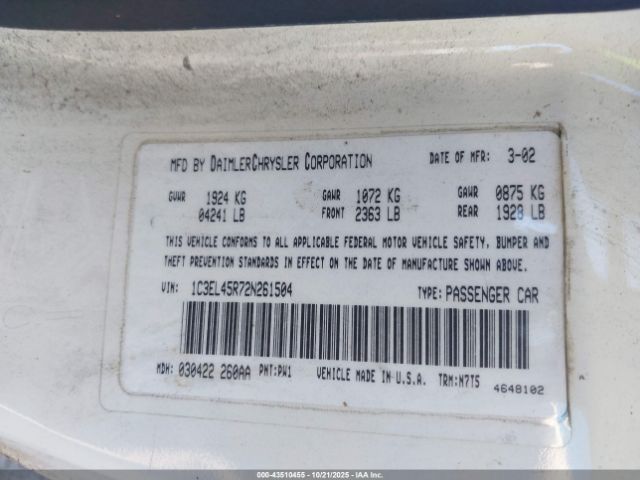 MFD BY DAIMLERCHRYSLER CORPORATION DATE OF MFR: 3-02
GVWR 1924 KG GAWR 1072 KG GAWR 0875 KG
04241 LB FRONT 2363 LB REAR 1928 LB
THIS VEHICLE CONFORMS TO ALL APPLICABLE FEDERAL MOTOR VEHICLE SAFETY, BUMPER AND
THEFT PREVENTION STANDARDS IN EFFECT ON THE DATE OF MANUFACTURE SHOWN ABOVE.
VIN: 1C3EL45R72N261504 TYPE: PASSENGER CAR
MDH: 030422 260AA PNT: PW1 VEHICLE MADE IN U.S.A. TRM: N7T5
4648102
000-43510455 - 10/21/2025 - IAAI.COM